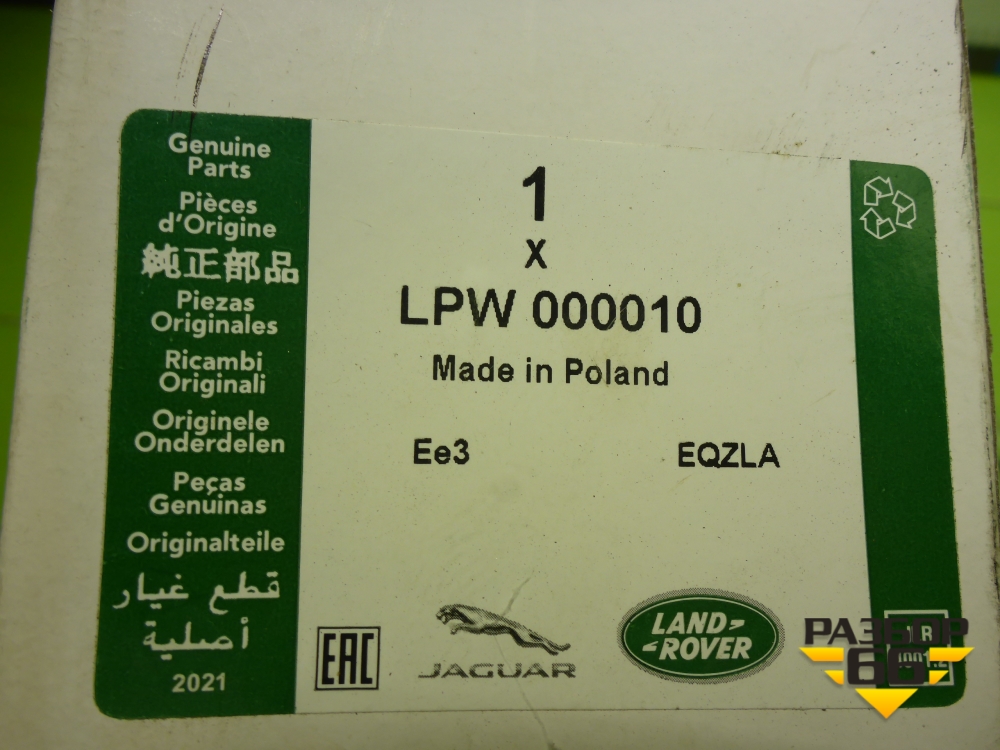 Genuine
Parts
Pièces
d'Origine
純正部品
Piezas
Originales
Ricambi
Originali
Originele
Onderdelen
Peças
Genuinas
Originalteile
قطع غيار
أصلية
2021
1
x
LPW 000010
Made in Poland
Ee3
EQZLA
EAC
JAGUAR
LAND-
-ROVER
РАЗБОР
66